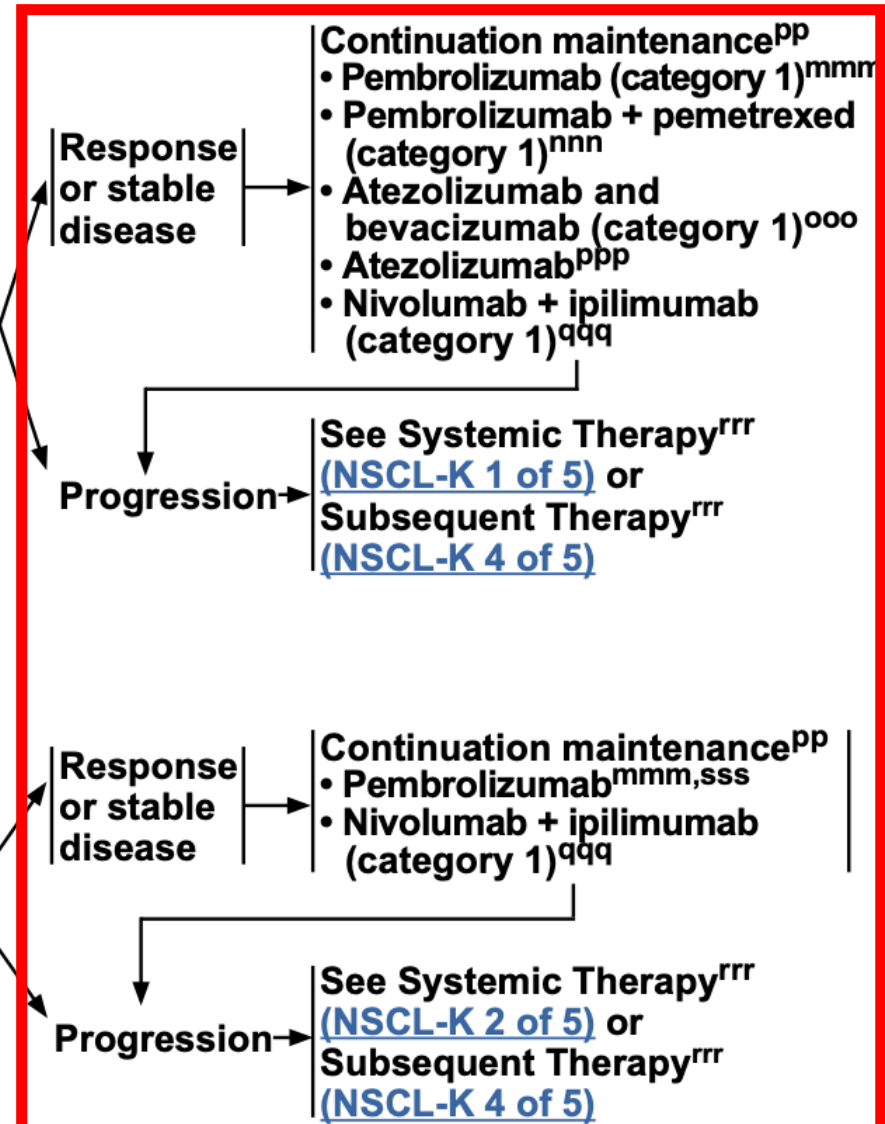 Continuation maintenancepp
• Pembrolizumab (category 1)mmm
• Pembrolizumab + pemetrexed
(category 1)nnn
• Atezolizumab and
bevacizumab (category 1)ooo
• Atezolizumabppp
• Nivolumab + ipilimumab
(category 1)qqq
Response
or stable
disease
Progression
See Systemic Therapyrrr
(NSCL-K 1 of 5) or
Subsequent Therapyrrr
(NSCL-K 4 of 5)
Response
or stable
disease
Continuation maintenancepp
• Pembrolizumabmmm,sss
• Nivolumab + ipilimumab
(category 1)qqq
Progression
See Systemic Therapyrrr
(NSCL-K 2 of 5) or
Subsequent Therapyrrr
(NSCL-K 4 of 5)